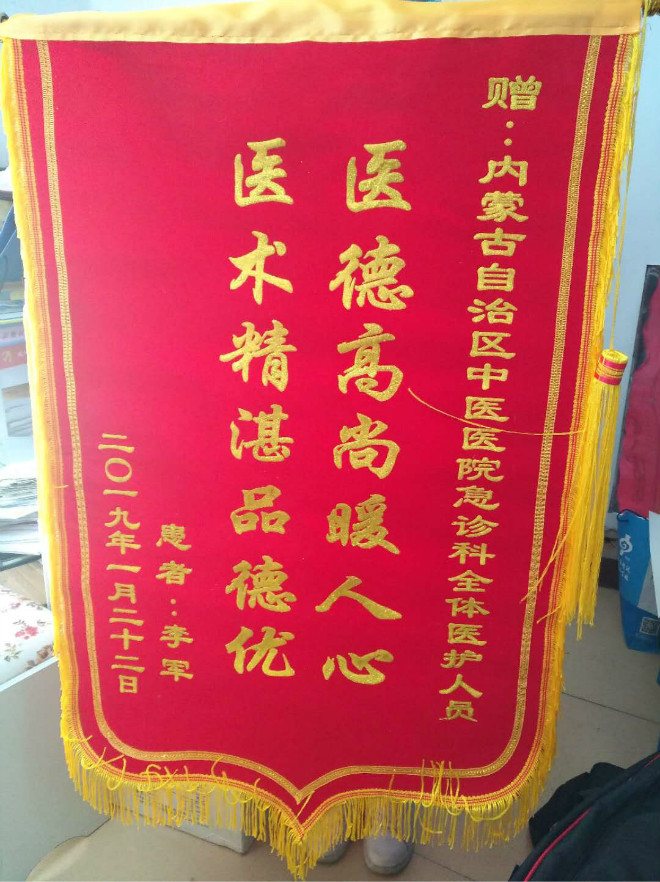 赠：内蒙古自治区中医医院急诊科全体医护人员
医德高尚暖人心
医术精湛品德优
患者：李军
二〇一九年一月二十二日